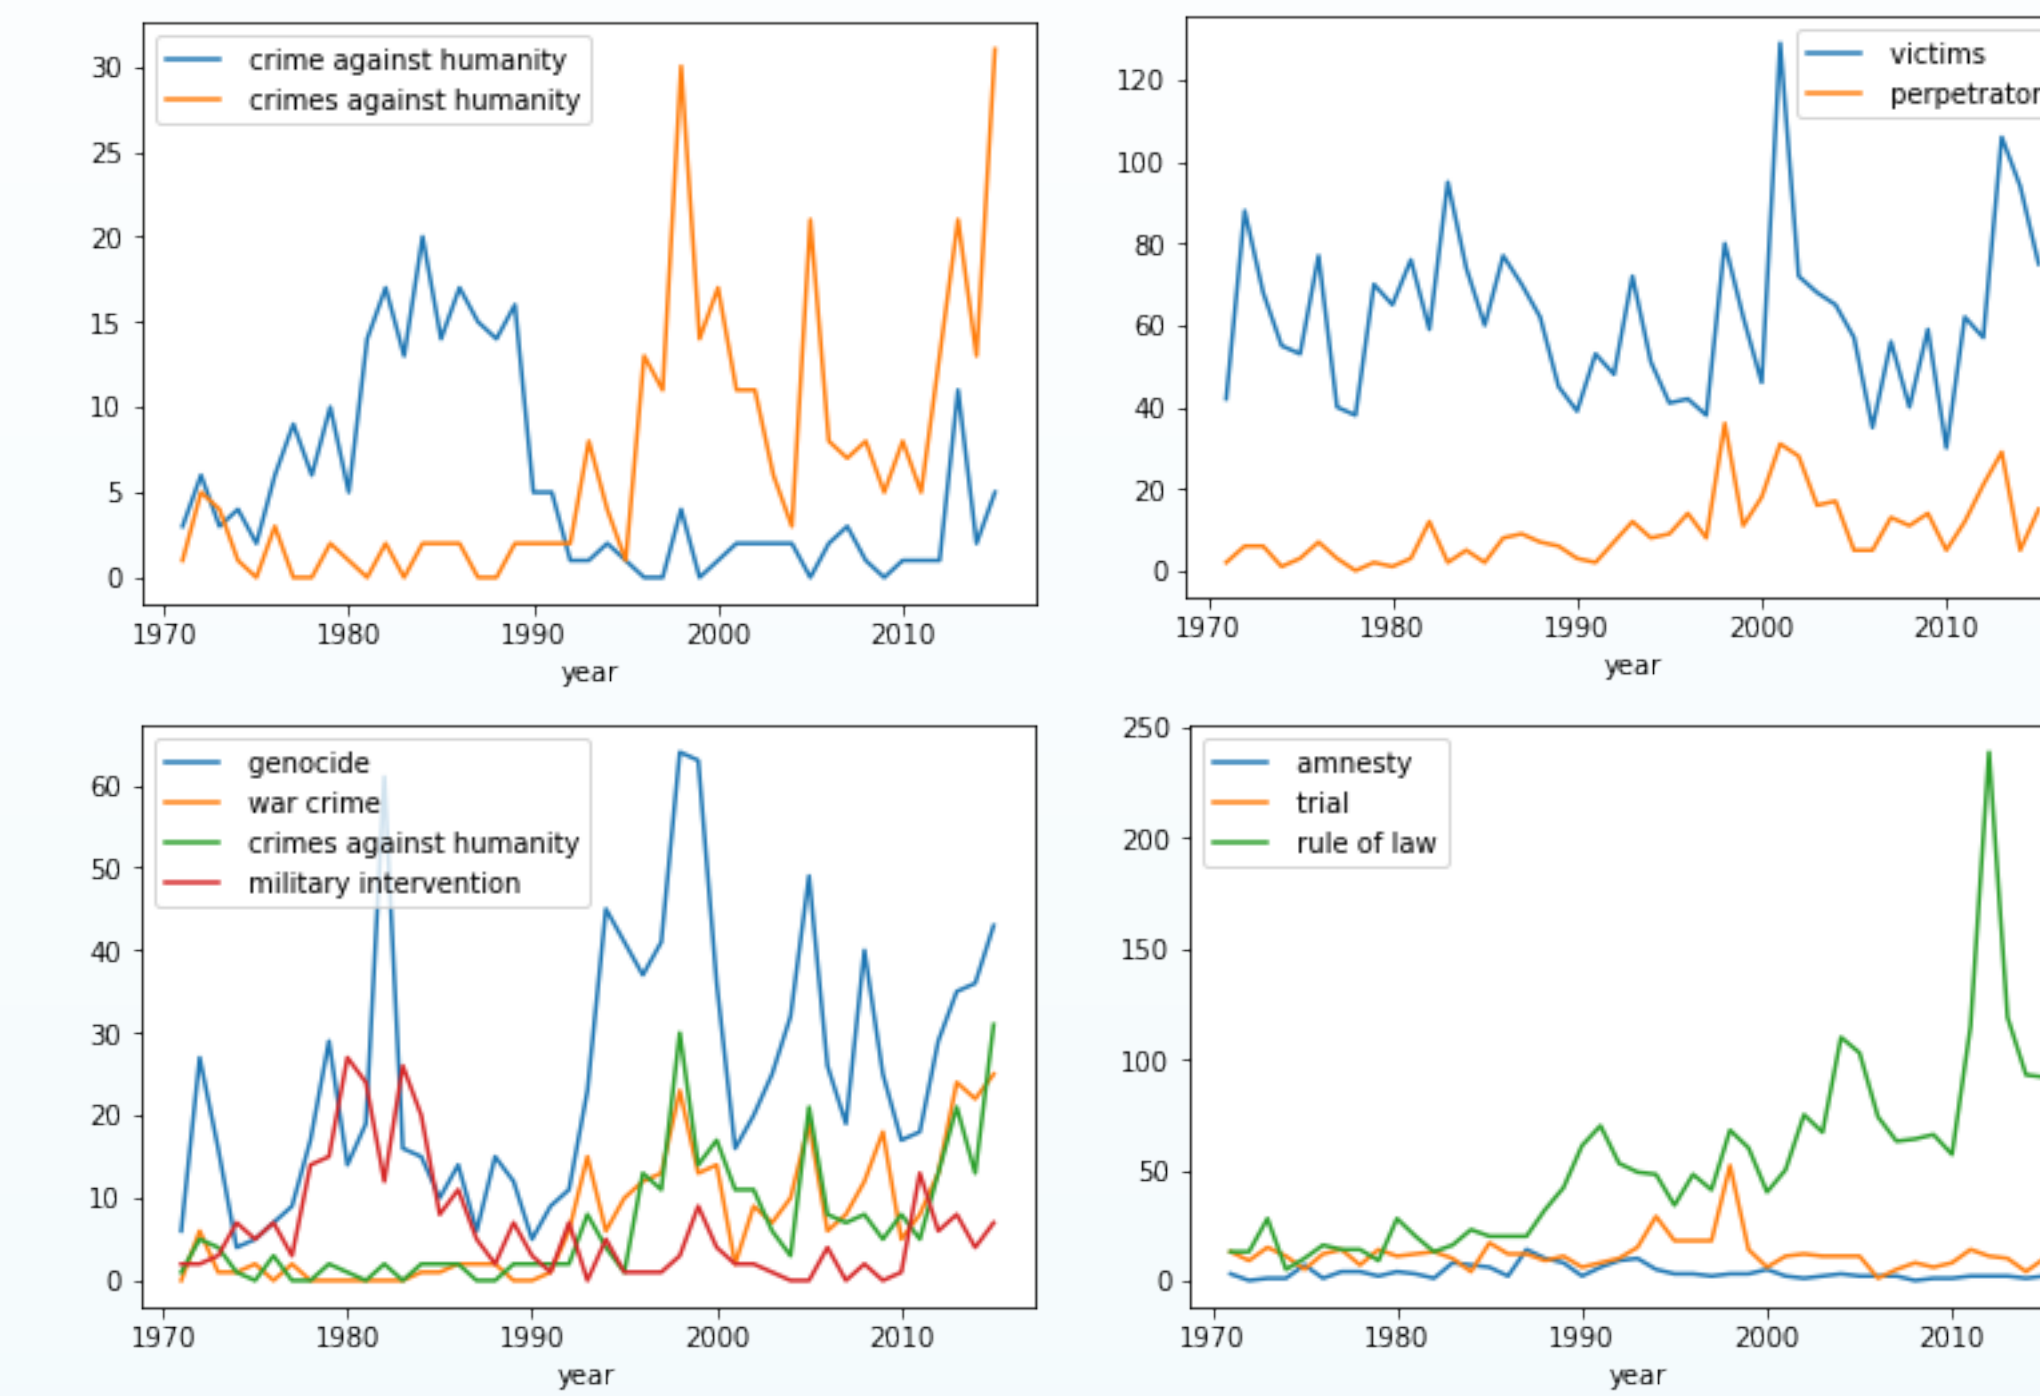 crime against humanity
crimes against humanity
30
25
20
15
10
5
0
1970 1980 1990 2000 2010
year
victims
perpetrator
120
100
80
60
40
20
0
1970 1980 1990 2000 2010
year
genocide
war crime
crimes against humanity
military intervention
60
50
40
30
20
10
0
1970 1980 1990 2000 2010
year
amnesty
trial
rule of law
250
200
150
100
50
0
1970 1980 1990 2000 2010
year